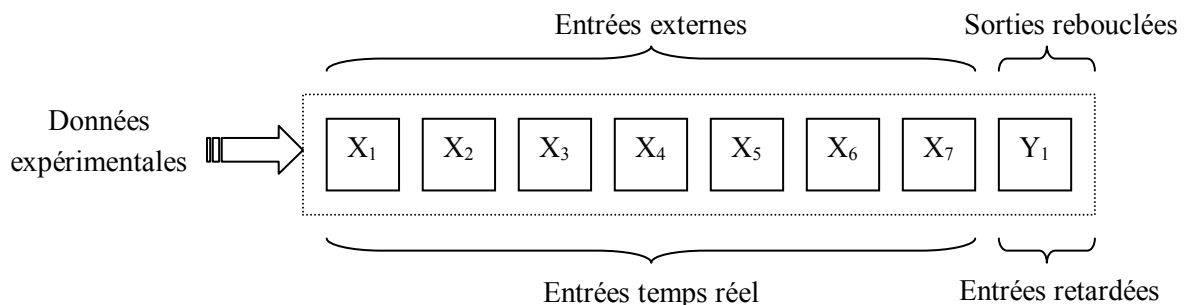 Entrées externes
Sorties rebouclées
Données
expérimentales
X₁ X₂ X₃ X₄ X₅ X₆ X₇ Y₁
Entrées temps réel
Entrées retardées